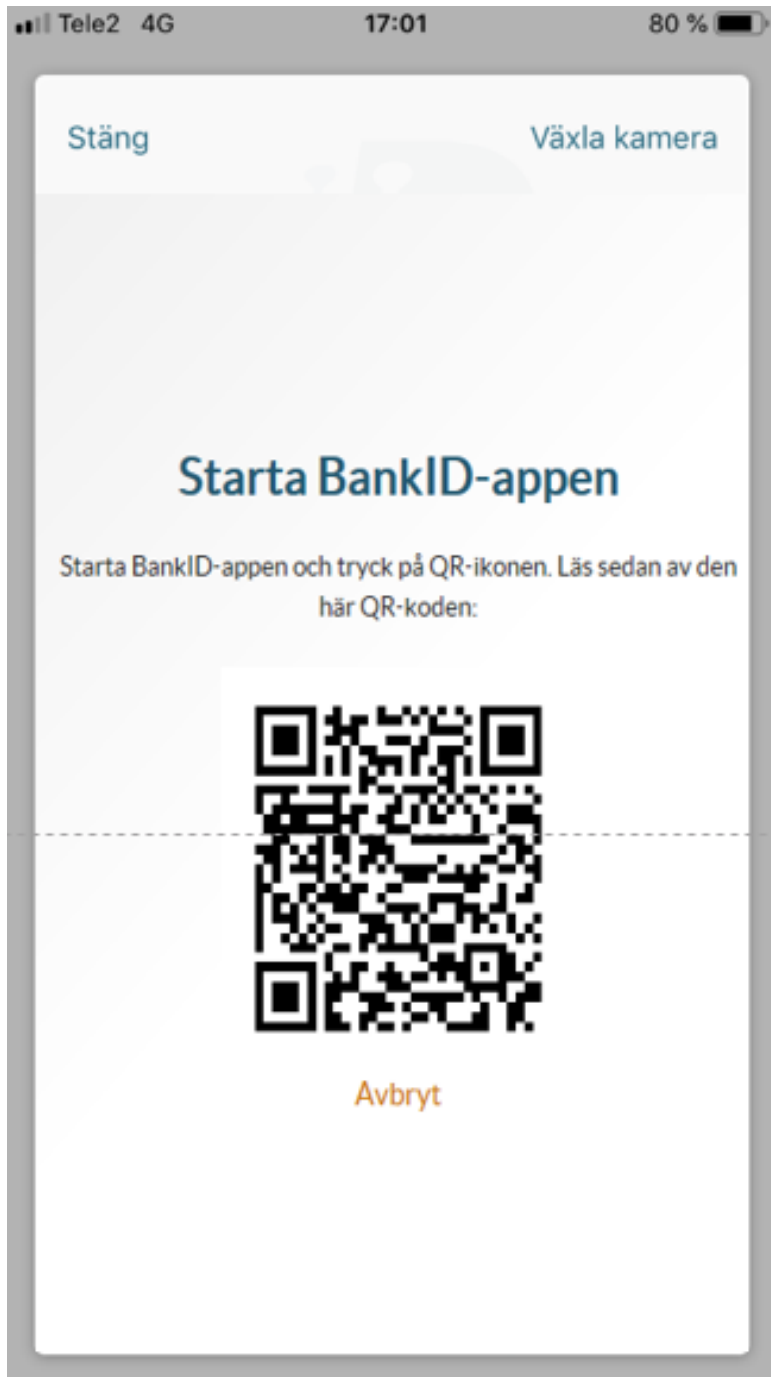 Tele2 4G 17:01 80 %
Stäng Växla kamera
Starta BankID-appen
Starta BankID-appen och tryck på QR-ikonen. Läs sedan av den
här QR-koden:
Avbryt